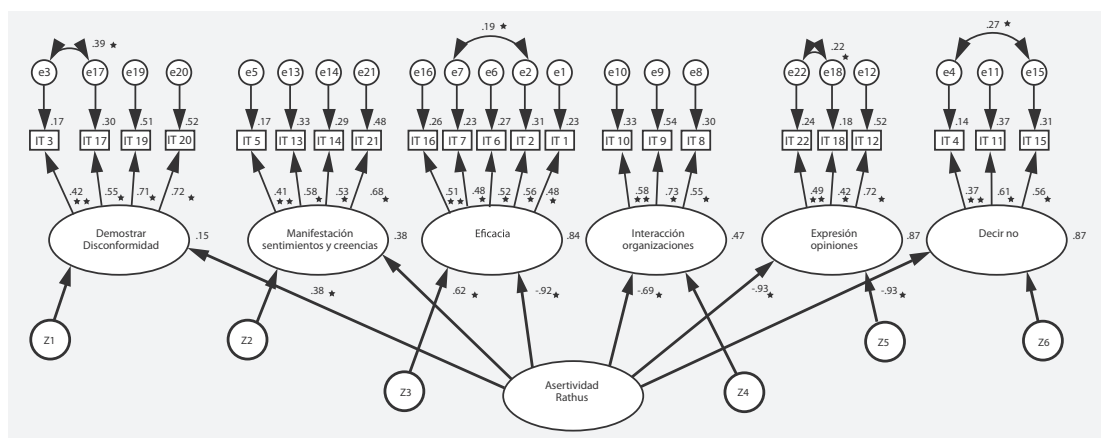 .39 ★
.19 ★
.22
★
.27 ★
e3 e17 e19 e20
e5 e13 e14 e21
e16 e7 e6 e2 e1
e10 e9 e8
e22 e18 e12
e4 e11 e15
.17 .30 .51 .52
.17 .33 .29 .48
.26 .23 .27 .31 .23
.33 .54 .30
.24 .18 .52
.14 .37 .31
IT 3 IT 17 IT 19 IT 20
IT 5 IT 13 IT 14 IT 21
IT 16 IT 7 IT 6 IT 2 IT 1
IT 10 IT 9 IT 8
IT 22 IT 18 IT 12
IT 4 IT 11 IT 15
.42 ★★ .55 ★ .71 ★ .72 ★
.41 ★★ .58 ★ .53 ★ .68 ★
.51 ★★ .48 ★ .52 ★ .56 ★ .48 ★
.58 ★★ .73 ★ .55 ★
.49 ★★ .42 ★ .72 ★
.37 ★★ .61 ★ .56 ★
Demostrar
Disconformidad
.15
Manifestación
sentimientos y creencias
.38
Eficacia
.84
Interacción
organizaciones
.47
Expresión
opiniones
.87
Decir no
.87
.38 ★
.62 ★
-.92 ★
-.69 ★
-.93 ★
-.93 ★
Z1
Z2
Z3
Z4
Z5
Z6
Asertividad
Rathus